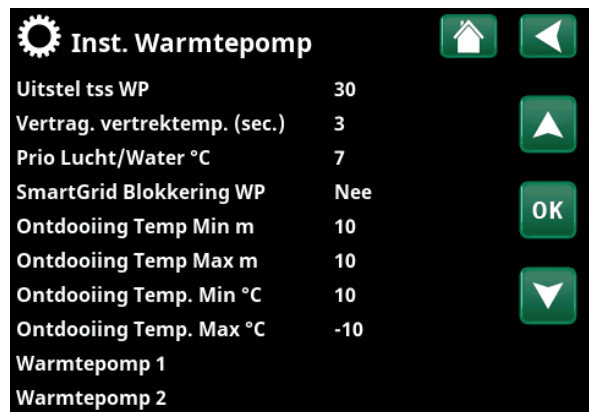 Inst. Warmtepomp
Uitstel tss WP 30
Vertrag. vertrektemp. (sec.) 3
Prio Lucht/Water °C 7
SmartGrid Blokkering WP Nee
Ontdooiing Temp Min m 10
Ontdooiing Temp Max m 10
Ontdooiing Temp. Min °C 10
Ontdooiing Temp. Max °C -10
Warmtepomp 1
Warmtepomp 2
OK